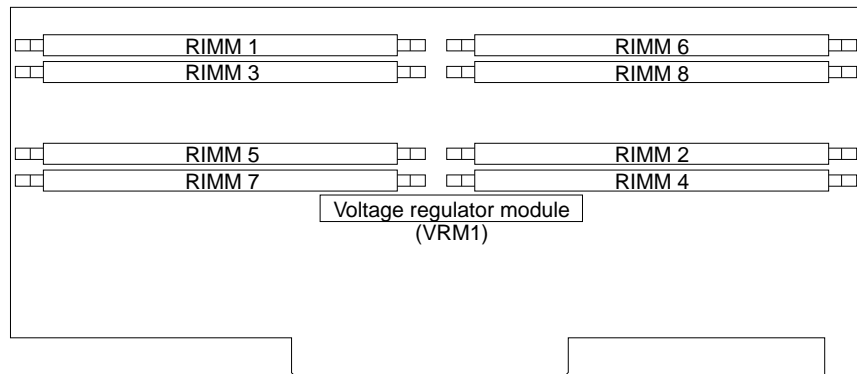 RIMM 1 RIMM 6
RIMM 3 RIMM 8
RIMM 5 RIMM 2
RIMM 7 RIMM 4
Voltage regulator module
(VRM1)